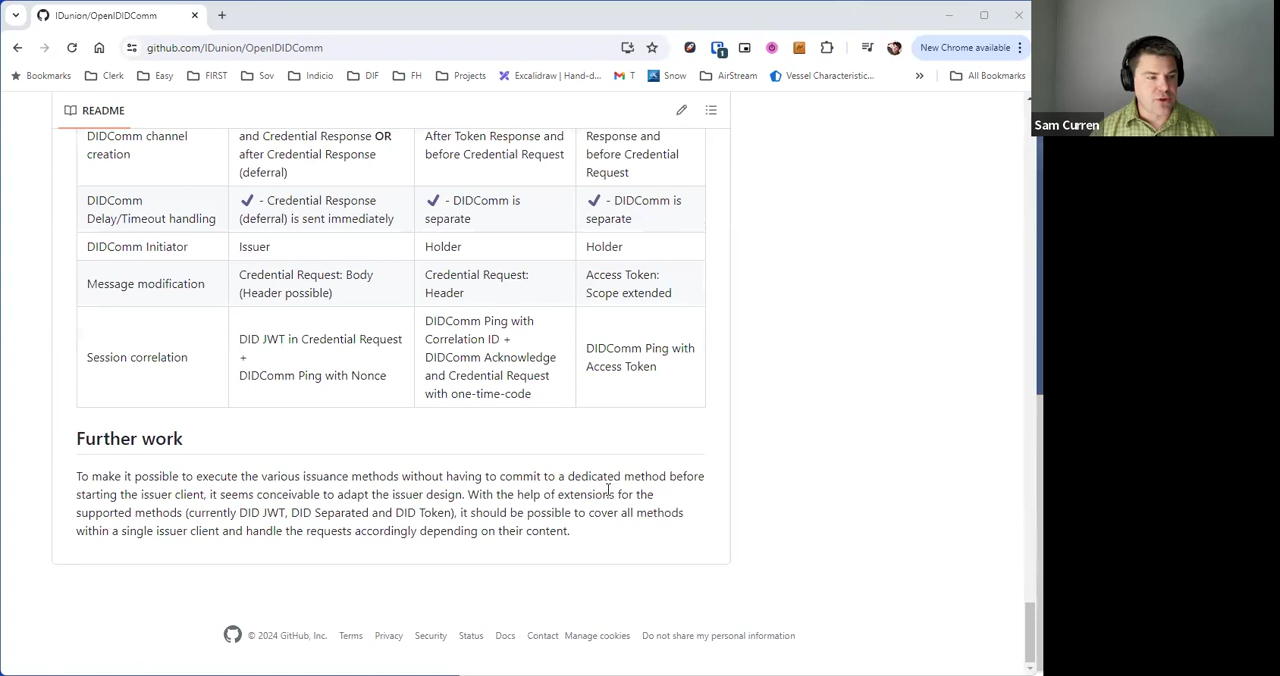 IDunion/OpenIDIDComm
github.com/IDunion/OpenDIDComm
New Chrome available
Bookmarks
Clerk
Easy
FIRST
Sov
Indicio
DIF
FH
Projects
Excalidraw | Hand-d...
T
Snow
AirStream
Vessel Characteristic...
»
All Bookmarks
1
Sam Curren
README
DIDComm channel
creation
and Credential Response OR
after Credential Response
(deferral)
After Token Response and
before Credential Request
Response and
before Credential
Request
DIDComm
Delay/Timeout handling
✔ - Credential Response
(deferral) is sent immediately
✔ - DIDComm is
separate
✔ - DIDComm is
separate
DIDComm Initiator
Issuer
Holder
Holder
Message modification
Credential Request: Body
(Header possible)
Credential Request:
Header
Access Token:
Scope extended
Session correlation
DID JWT in Credential Request
+
DIDComm Ping with Nonce
DIDComm Ping with
Correlation ID +
DIDComm Acknowledge
and Credential Request
with one-time-code
DIDComm Ping with
Access Token
Further work
To make it possible to execute the various issuance methods without having to commit to a dedicated method before
starting the issuer client, it seems conceivable to adapt the issuer design. With the help of extensions for the
supported methods (currently DID JWT, DID Separated and DID Token), it should be possible to cover all methods
within a single issuer client and handle the requests accordingly depending on their content.
© 2024 GitHub, Inc.
Terms
Privacy
Security
Status
Docs
Contact
Manage cookies
Do not share my personal information